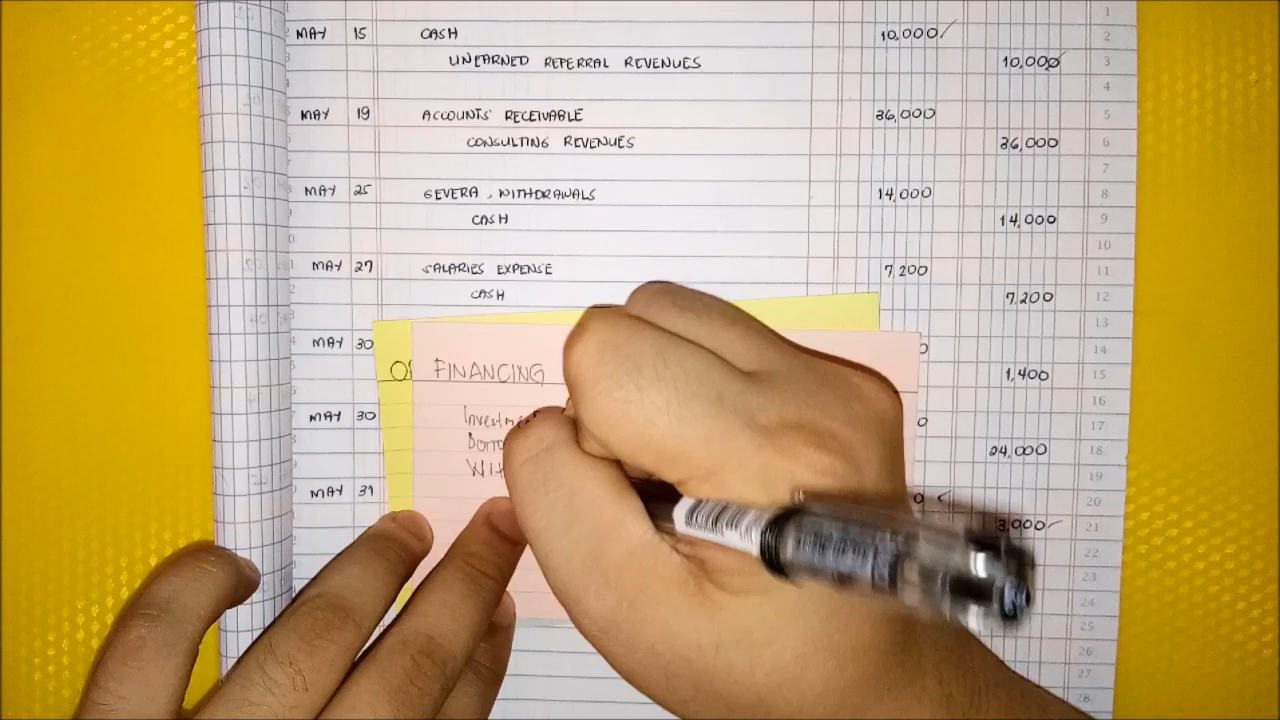 1
MAY 15 CASH 10,000✓ 2
UNEARNED REFERRAL REVENUES 10,000✓ 3
4
MAY 19 ACCOUNTS RECEIVABLE 36,000 5
CONSULTING REVENUES 36,000 6
7
MAY 25 GEVERA, WITHDRAWALS 14,000 8
CASH 14,000 9
10
MAY 27 SALARIES EXPENSE 7,200 11
CASH 7,200 12
13
MAY 30 14
FINANCING 1,400 15
16
MAY 30 17
24,000 18
19
MAY 31 20
3,000✓ 21
22
23
24
25
26
27
28